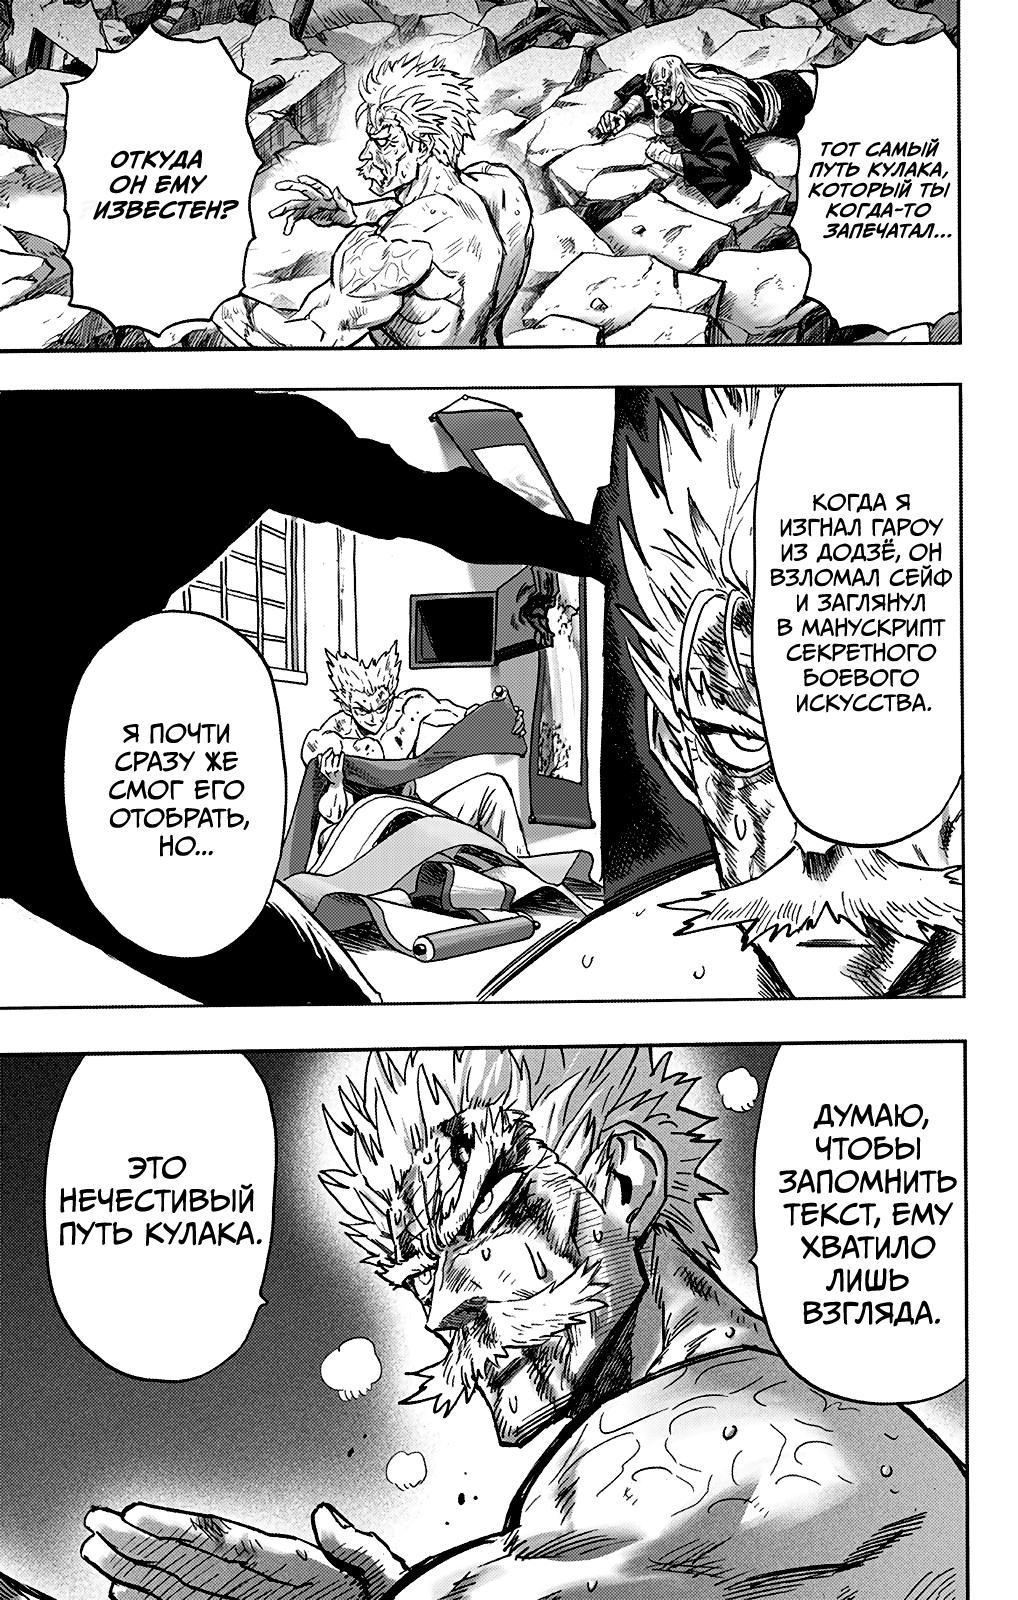 ТОТ САМЫЙ
ПУТЬ КУЛАКА,
КОТОРЫЙ ТЫ
КОГДА-ТО
ЗАПЕЧАТАЛ...
ОТКУДА
ОН ЕМУ
ИЗВЕСТЕН?
КОГДА Я
ИЗГНАЛ ГАРОУ
ИЗ ДОДЗЁ, ОН
ВЗЛОМАЛ СЕЙФ
И ЗАГЛЯНУЛ
В МАНУСКРИПТ
СЕКРЕТНОГО
БОЕВОГО
ИСКУССТВА.
Я ПОЧТИ
СРАЗУ ЖЕ
СМОГ ЕГО
ОТОБРАТЬ,
НО...
ДУМАЮ,
ЧТОБЫ
ЗАПОМНИТЬ
ТЕКСТ, ЕМУ
ХВАТИЛО
ЛИШЬ
ВЗГЛЯДА.
ЭТО
НЕЧЕСТИВЫЙ
ПУТЬ КУЛАКА.